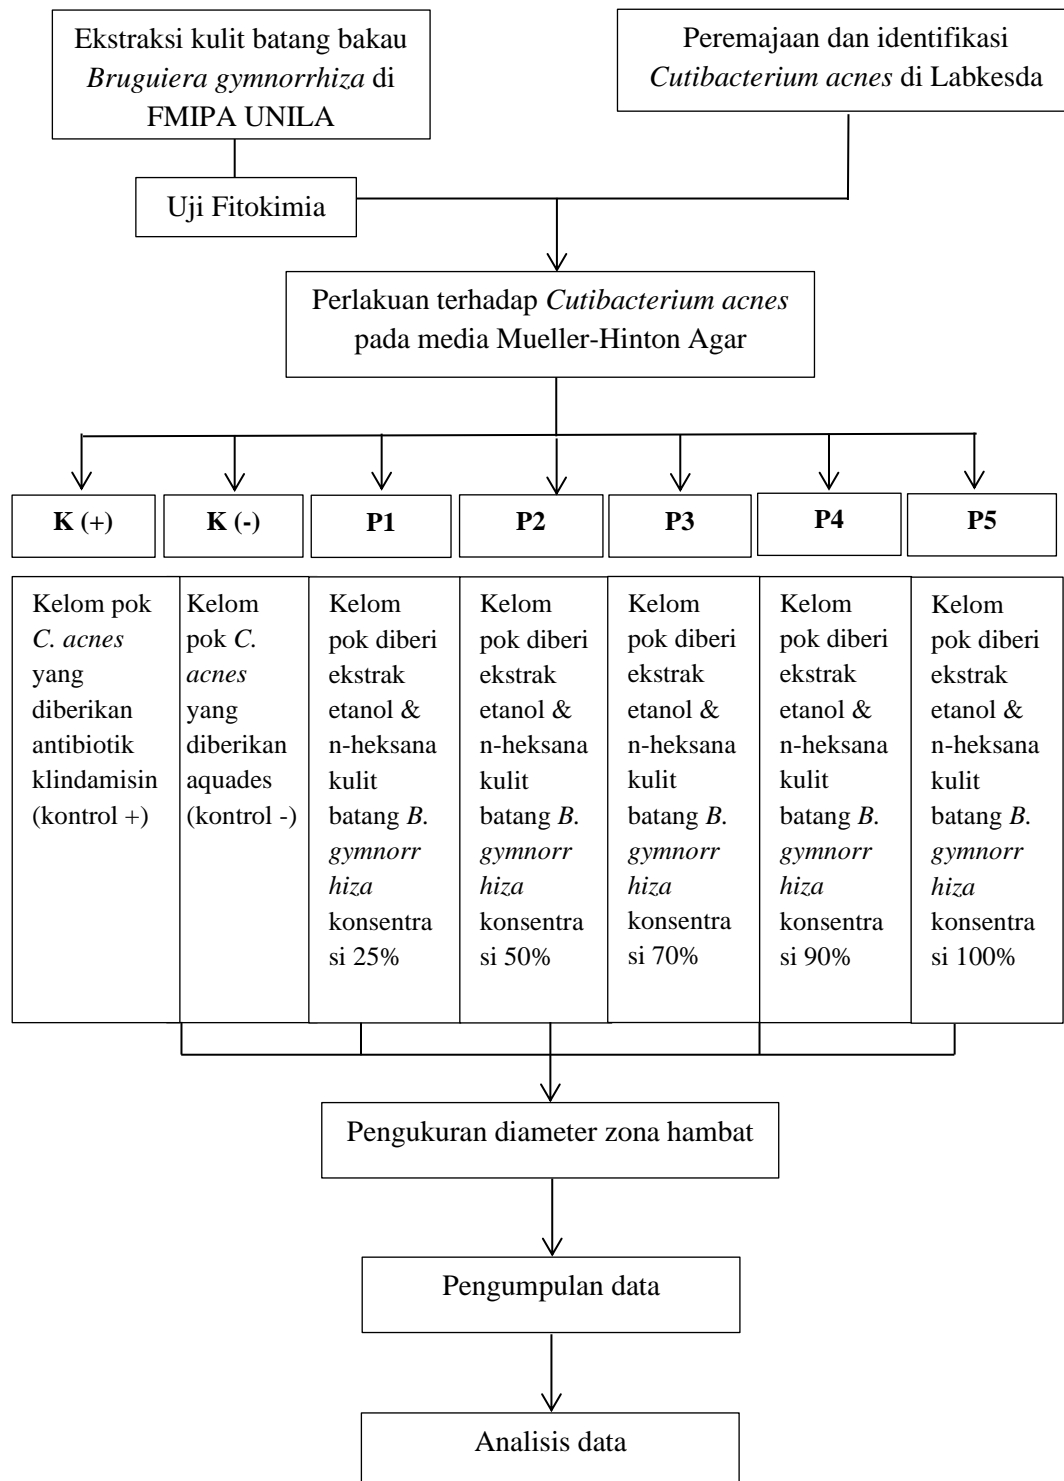 Ekstraksi kulit batang bakau
Bruguiera gymnorrhiza di
FMIPA UNILA
Peremajaan dan identifikasi
Cutibacterium acnes di Labkesda
Uji Fitokimia
Perlakuan terhadap Cutibacterium acnes
pada media Mueller-Hinton Agar
K (+)
K (-)
P1
P2
P3
P4
P5
Kelom pok
C. acnes
yang
diberikan
antibiotik
klindamisin
(kontrol +)
Kelom
pok C.
acnes
yang
diberikan
aquades
(kontrol -)
Kelom
pok diberi
ekstrak
etanol &
n-heksana
kulit
batang B.
gymnorr
hiza
konsentra
si 25%
Kelom
pok diberi
ekstrak
etanol &
n-heksana
kulit
batang B.
gymnorr
hiza
konsentra
si 50%
Kelom
pok diberi
ekstrak
etanol &
n-heksana
kulit
batang B.
gymnorr
hiza
konsentra
si 70%
Kelom
pok diberi
ekstrak
etanol &
n-heksana
kulit
batang B.
gymnorr
hiza
konsentra
si 90%
Kelom
pok diberi
ekstrak
etanol &
n-heksana
kulit
batang B.
gymnorr
hiza
konsentra
si 100%
Pengukuran diameter zona hambat
Pengumpulan data
Analisis data